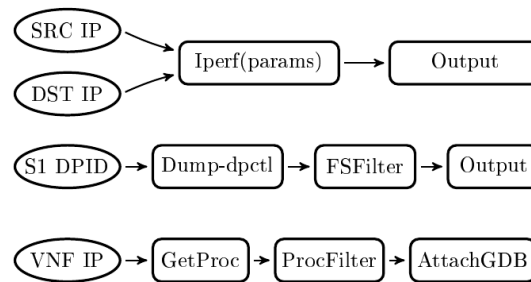 SRC IP
DST IP
Iperf(params)
Output
S1 DPID
Dump-dpctl
FSFilter
Output
VNF IP
GetProc
ProcFilter
AttachGDB